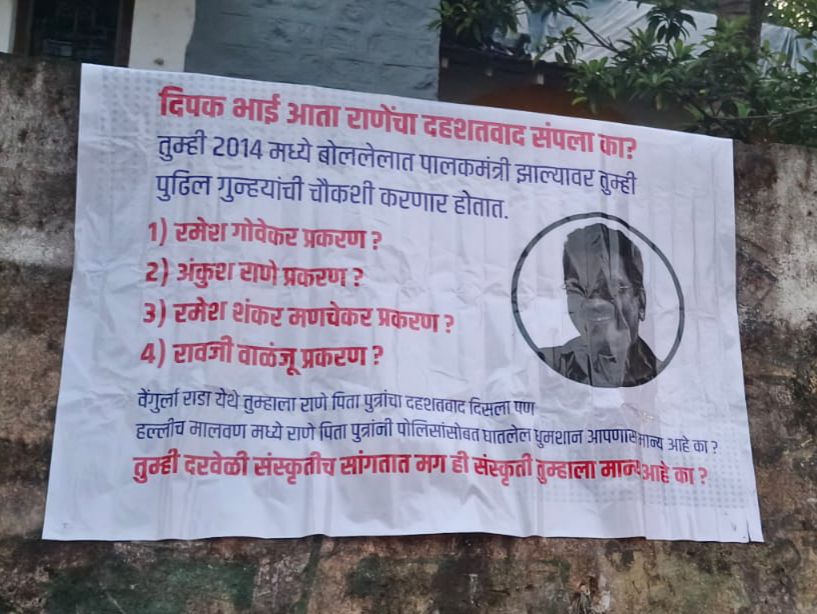 दिपक भाई आता राणेंचा दहशतवाद संपला का?
तुम्ही 2014 मध्ये बोललेलात पालकमंत्री झाल्यावर तुम्ही
पुढिल गुन्हयांची चौकशी करणार होतात.
1) रमेश गोवेकर प्रकरण ?
2) अंकुश राणे प्रकरण ?
3) रमेश शंकर मणचेकर प्रकरण ?
4) रावजी वाळंजू प्रकरण ?
वेंगुर्ला राडा येथे तुम्हाला राणे पिता पुत्रांचा दहशतवाद दिसला पण
हल्लीच मालवण मध्ये राणे पिता पुत्रांनी पोलिसांसोबत घातलेल धुमशान आपणास मान्य आहे का ?
तुम्ही दरवेळी संस्कृतीच सांगतात मग ही संस्कृती तुम्हाला मान्य आहे का ?